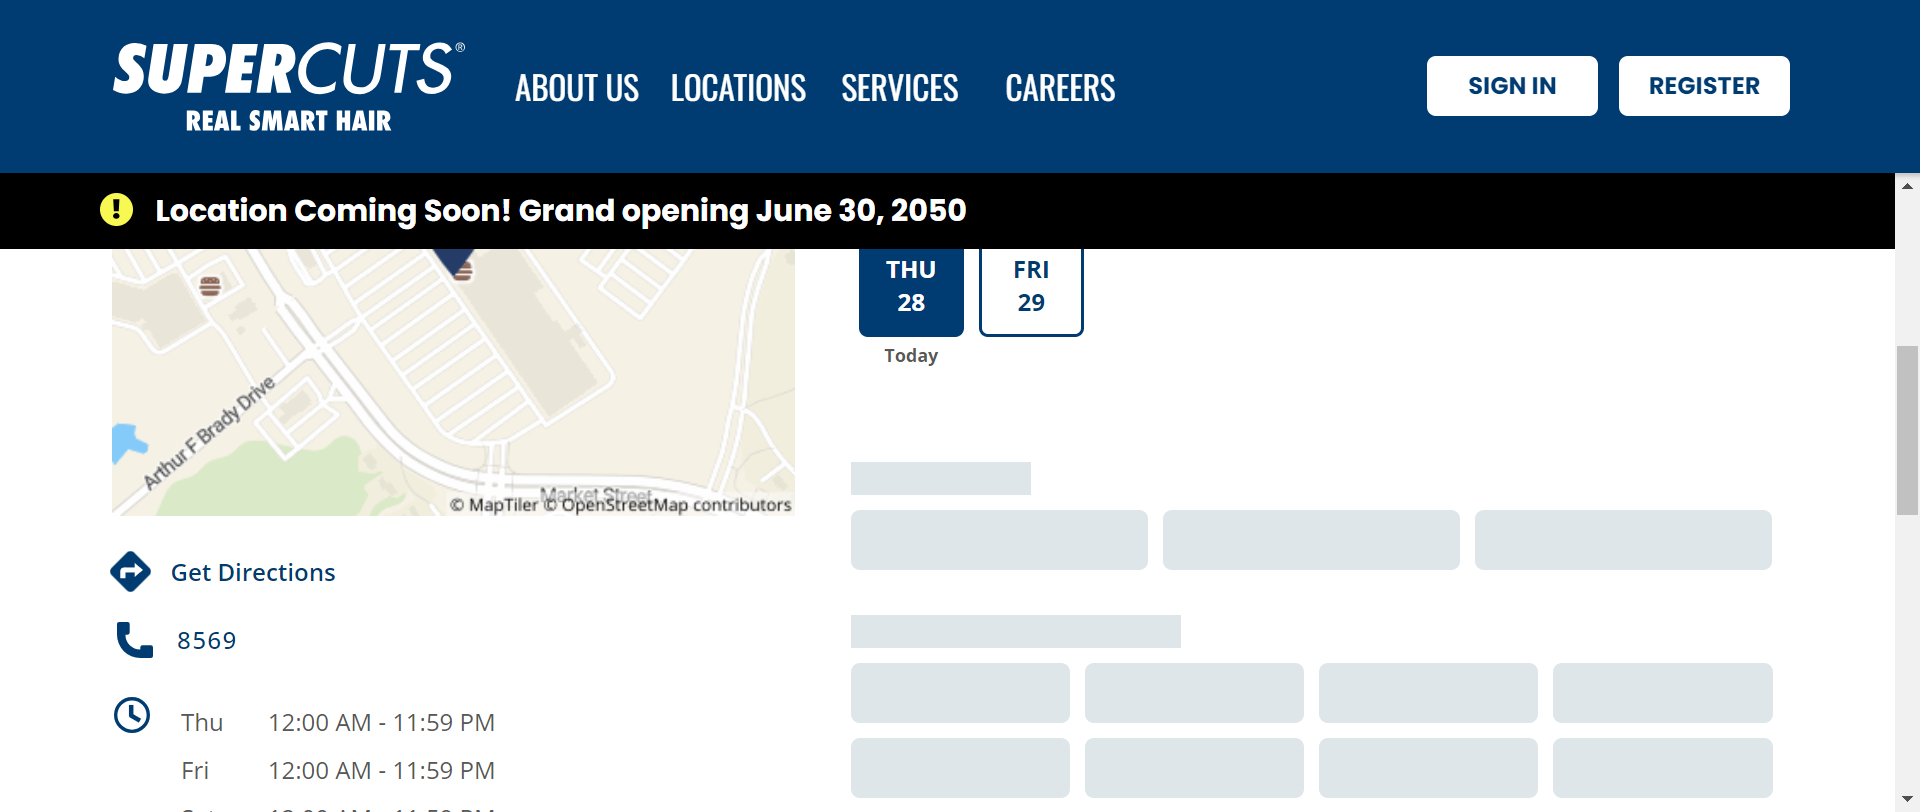 SUPERCUTS®
REAL SMART HAIR
ABOUT US
LOCATIONS
SERVICES
CAREERS
SIGN IN
REGISTER
Location Coming Soon! Grand opening June 30, 2050
Arthur F Brady Drive
Market Street
© MapTiler © OpenStreetMap contributors
THU
28
Today
FRI
29
Get Directions
8569
Thu 12:00 AM - 11:59 PM
Fri 12:00 AM - 11:59 PM